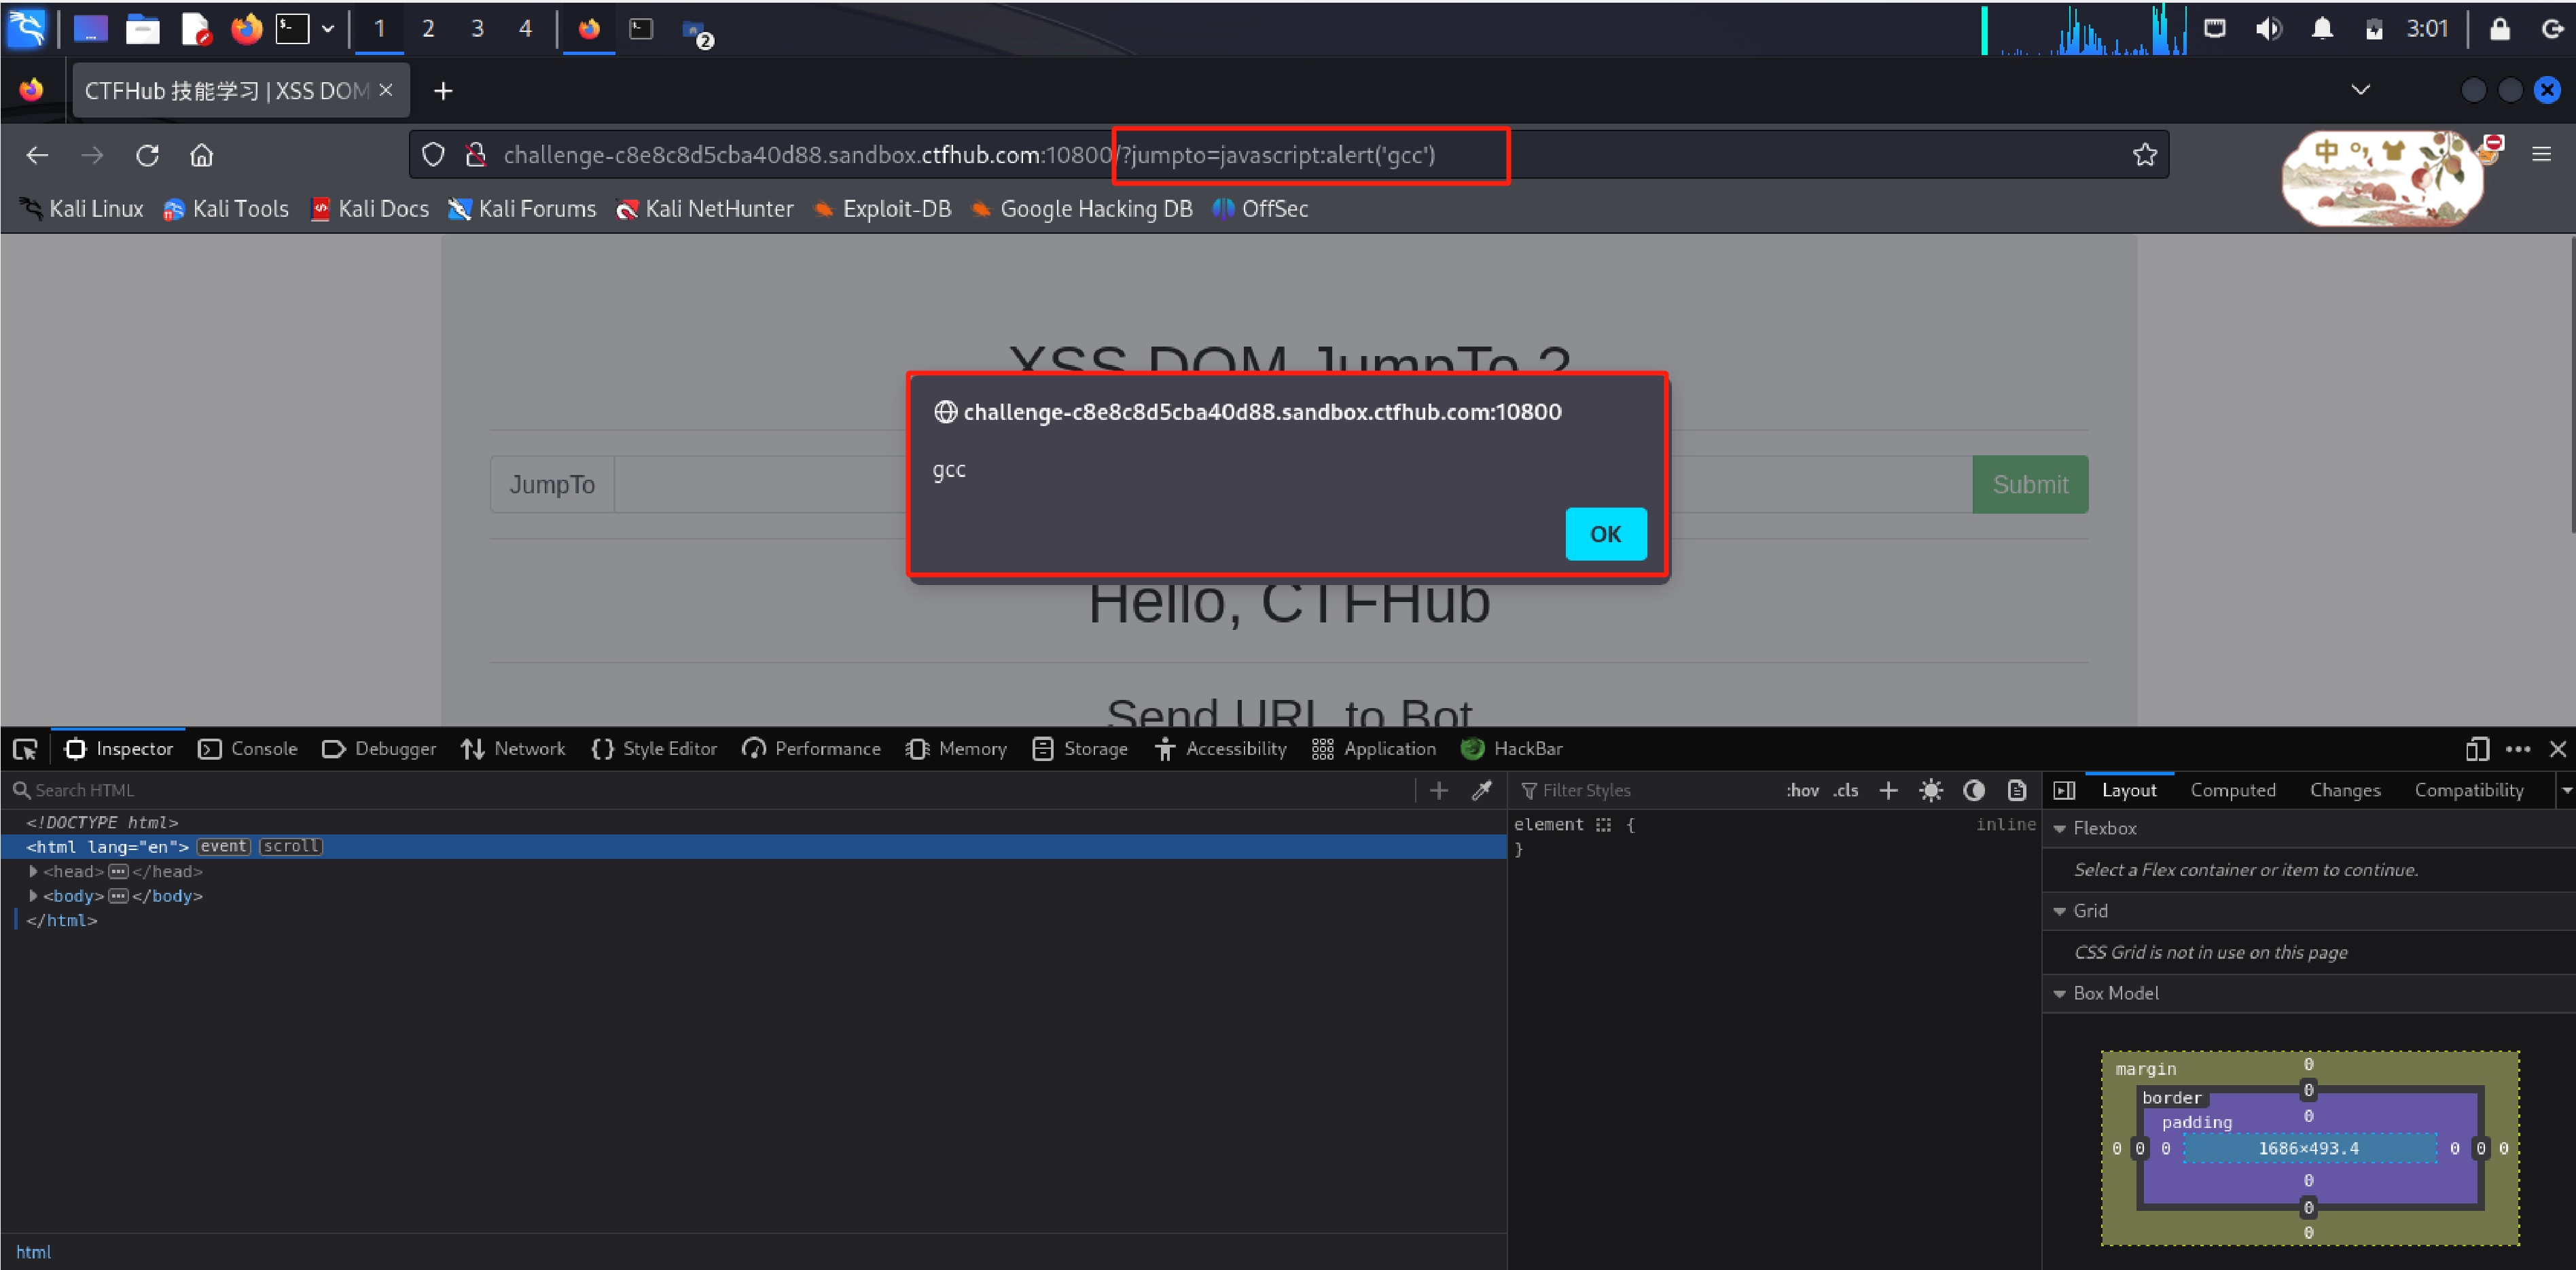 1 2 3 4 2 3:01
CTFHub 技能学习 | XSS DOM
challenge-c8e8c8d5cba40d88.sandbox.ctfhub.com:10800/?jumpto=javascript:alert('gcc')
中
Kali Linux Kali Tools Kali Docs Kali Forums Kali NetHunter Exploit-DB Google Hacking DB OffSec
XSS DOM JumpTo 2
challenge-c8e8c8d5cba40d88.sandbox.ctfhub.com:10800
gcc
JumpTo Submit
OK
Hello, CTFHub
Send URL to Bot
Inspector Console Debugger Network Style Editor Performance Memory Storage Accessibility Application HackBar
Search HTML
Filter Styles :hov .cls
Layout Computed Changes Compatibility
<!DOCTYPE html>
<html lang="en"> event scroll
<head> </head>
<body> </body>
</html>
element { inline
}
Flexbox
Select a Flex container or item to continue.
Grid
CSS Grid is not in use on this page
Box Model
margin 0
border 0
padding 0
0 0 0 1686×493.4 0 0 0
0
0
0
html